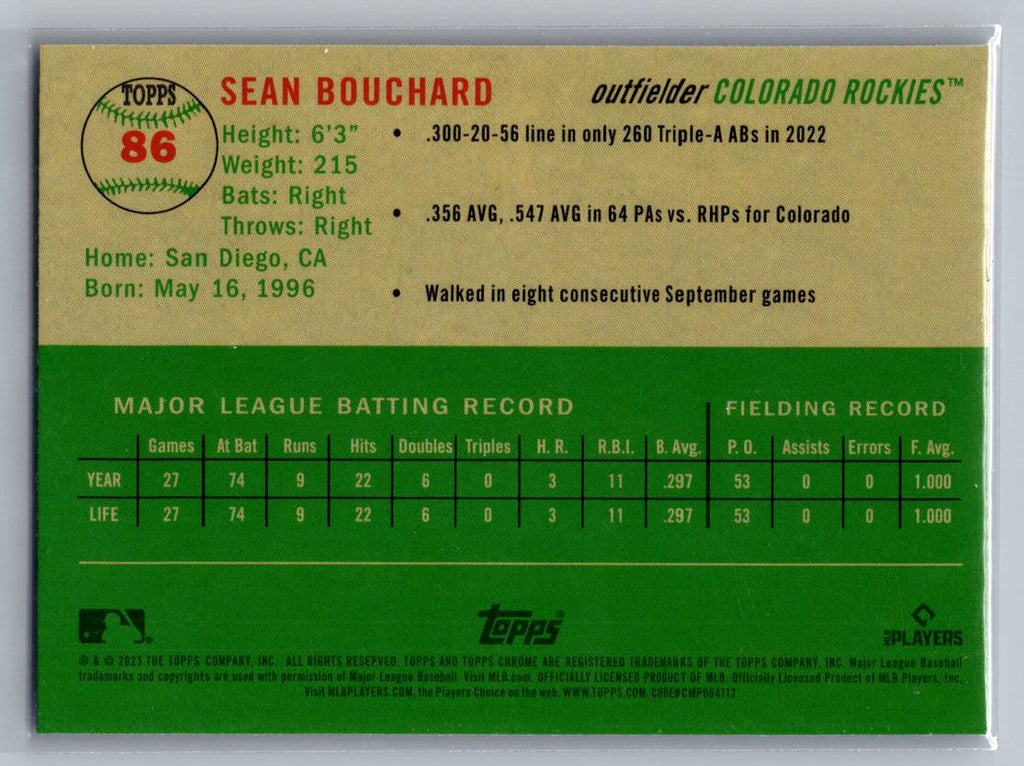 TOPPS
86
SEAN BOUCHARD
outfielder COLORADO ROCKIES™
Height: 6'3"
Weight: 215
Bats: Right
Throws: Right
Home: San Diego, CA
Born: May 16, 1996
• .300-20-56 line in only 260 Triple-A ABs in 2022
• .356 AVG, .547 AVG in 64 PAs vs. RHPs for Colorado
• Walked in eight consecutive September games
MAJOR LEAGUE BATTING RECORD FIELDING RECORD
Games At Bat Runs Hits Doubles Triples H. R. R.B.I. B. Avg. P. O. Assists Errors F. Avg.
YEAR 27 74 9 22 6 0 3 11 .297 53 0 0 1.000
LIFE 27 74 9 22 6 0 3 11 .297 53 0 0 1.000
Topps®
PLAYERS
® & © 2023 THE TOPPS COMPANY, INC. ALL RIGHTS RESERVED. TOPPS AND TOPPS CHROME ARE REGISTERED TRADEMARKS OF THE TOPPS COMPANY, INC. Major League Baseball
trademarks and copyrights are used with permission of Major League Baseball. Visit MLB.com. OFFICIALLY LICENSED PRODUCT OF MLB. Officially Licensed Product of MLB Players, Inc.
Visit MLBPLAYERS.COM, the Players Choice on the web. WWW.TOPPS.COM. CODE#CMP064112